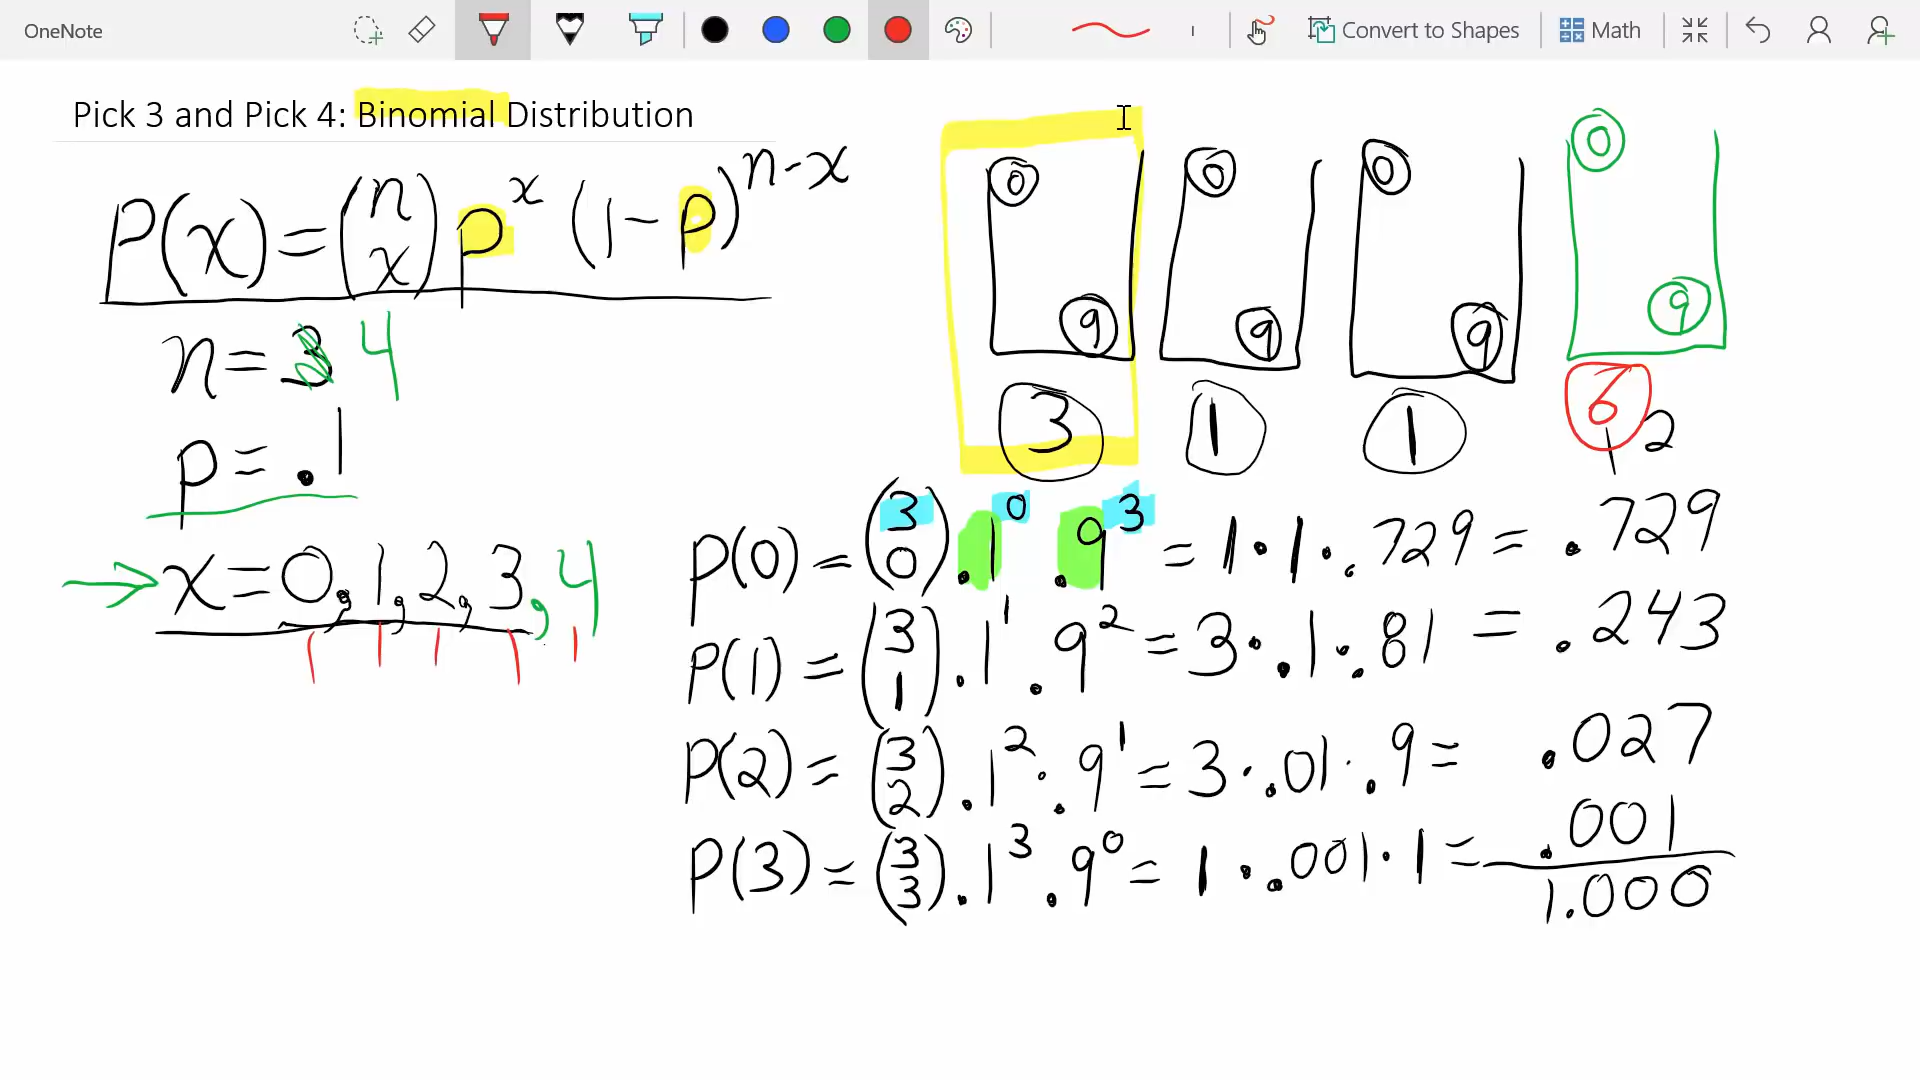 OneNote
Convert to Shapes
Math
Pick 3 and Pick 4: Binomial Distribution
P(x) = (n x) p^x (1-p)^n-x
n = 3 4
p = .1
x = 0, 1, 2, 3, 4
0 0 0 0
9 9 9 9
3 1 1 6
1 2
P(0) = (3 0) .1^0 .9^3 = 1 · 1 · .729 = .729
P(1) = (3 1) .1^1 .9^2 = 3 · .1 · .81 = .243
P(2) = (3 2) .1^2 · .9^1 = 3 · .01 · .9 = .027
P(3) = (3 3) .1^3 .9^0 = 1 · .001 · 1 = .001
1.000